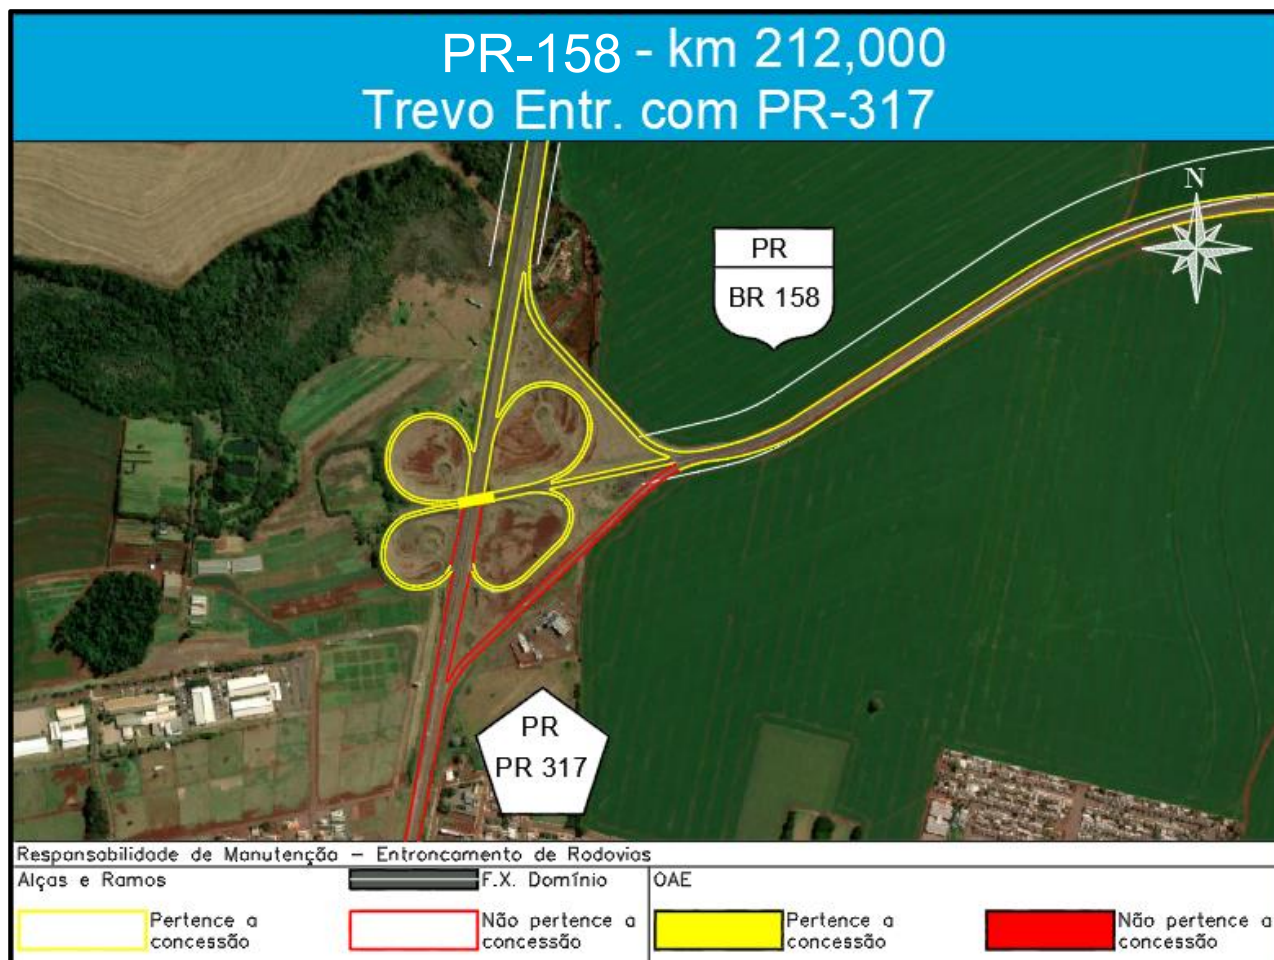 PR-158 - km 212,000
Trevo Entr. com PR-317
N
PR
BR 158
PR
PR 317
Responsabilidade de Manutenção – Entroncamento de Rodovias
Alças e Ramos
F.X. Domínio
OAE
Pertence a
concessão
Não pertence a
concessão
Pertence a
concessão
Não pertence a
concessão